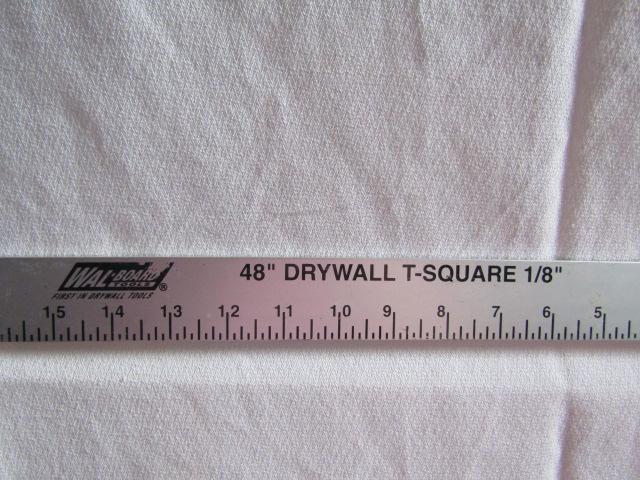 WAL-BOARD 48" DRYWALL T-SQUARE 1/8"
TOOLS ®
FIRST IN DRYWALL TOOLS
15 14 13 12 11 10 9 8 7 6 5